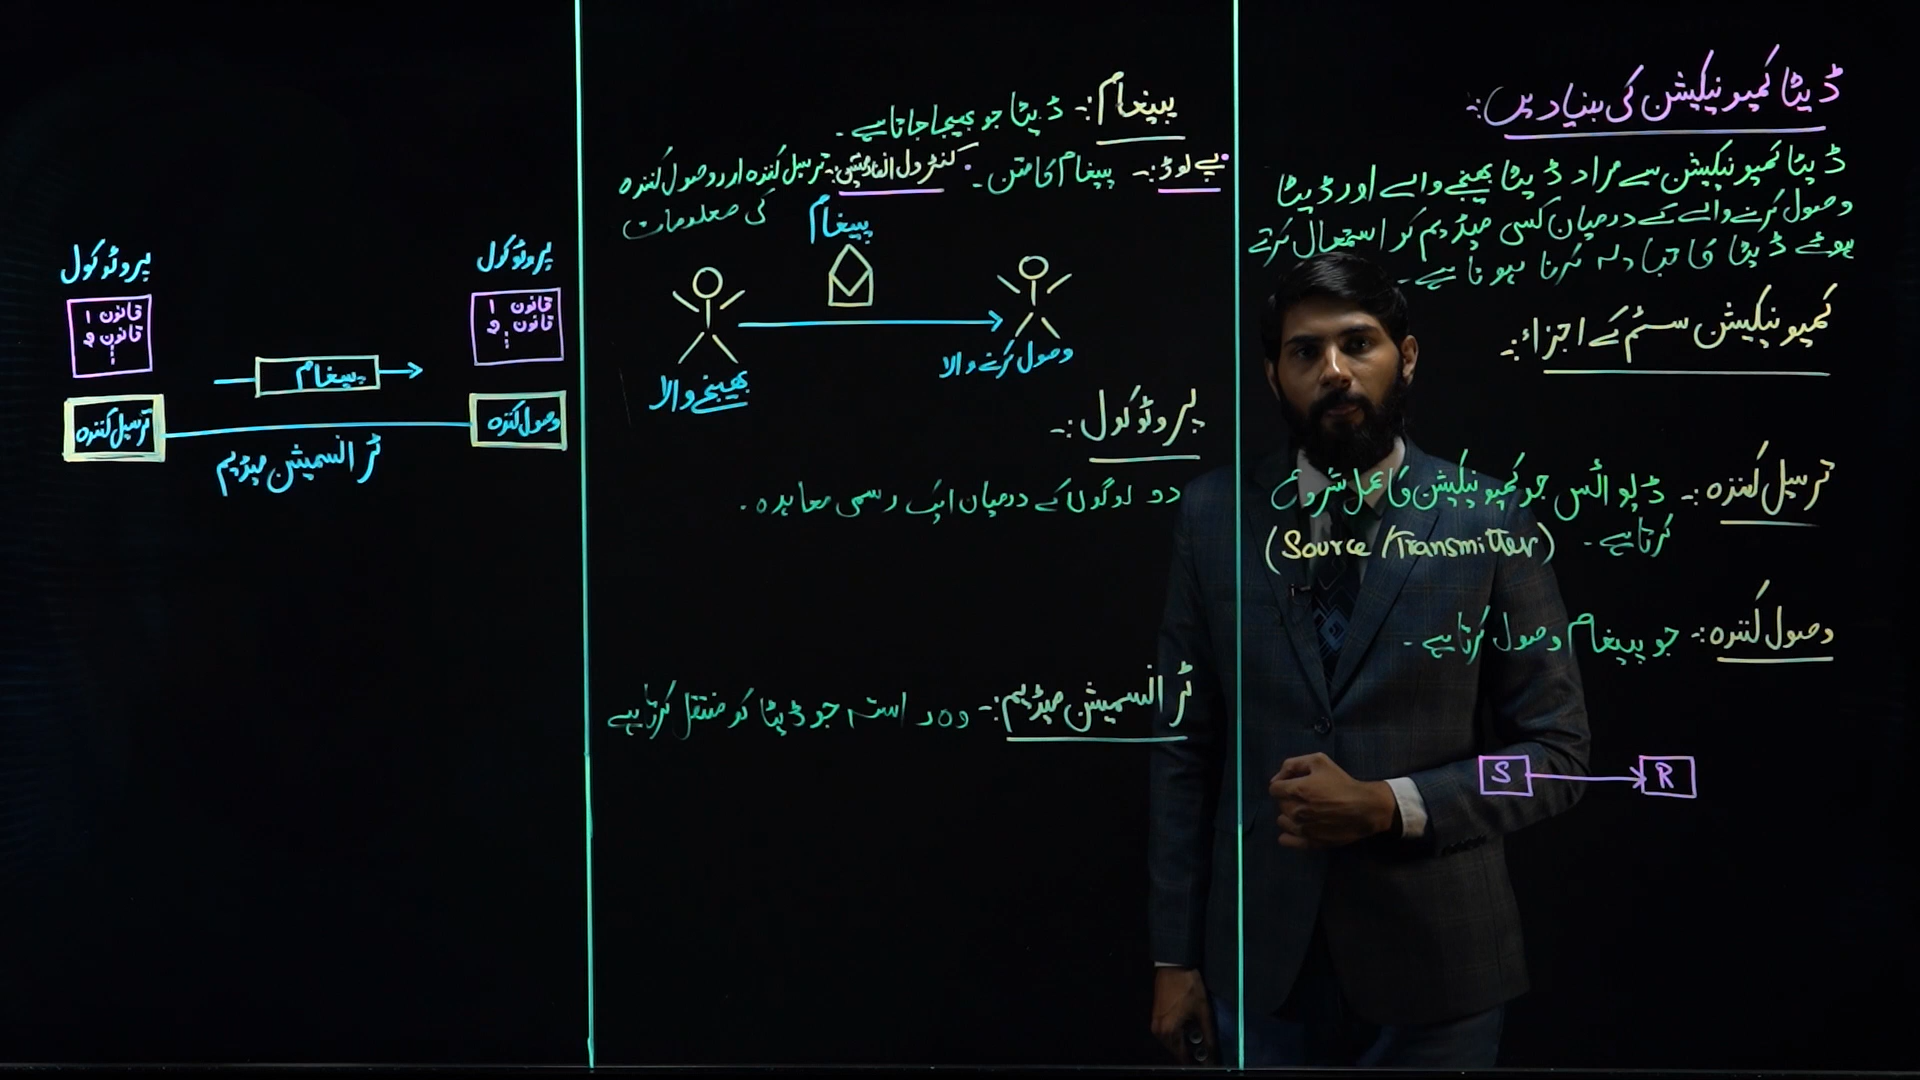 ڈیٹا کمیونیکیشن کی بنیادیں:-
ڈیٹا کمیونیکیشن سے مراد ڈیٹا بھیجنے والے اور ڈیٹا
وصول کرنے والے کے درمیان کسی میڈیم کو استعمال کرتے
ہوئے ڈیٹا کا تبادلہ کرنا ہوتا ہے۔
کمیونیکیشن سسٹم کے اجزاء:-
ترسیل کنندہ:- ڈیوائس جو کمیونیکیشن کا عمل شروع
کرتا ہے۔ (Source/Transmitter)
وصول کنندہ:- جو پیغام وصول کرتا ہے۔
S R
پیغام:- ڈیٹا جو بھیجا جاتا ہے۔
• پے لوڈ:- پیغام کا متن۔ • کنٹرول انفارمیشن:- ترسیل کنندہ اور وصول کنندہ
کی معلومات
پیغام
بھیجنے والا
وصول کرنے والا
پروٹوکول:-
دو لوگوں کے درمیان ایک رسمی معاہدہ۔
ٹرانسمیشن میڈیم:- وہ راستہ جو ڈیٹا کو منتقل کرتا ہے
پروٹوکول
قانون ۱
قانون ۲
پروٹوکول
قانون ۱
قانون ۲
پیغام
ترسیل کنندہ
وصول کنندہ
ٹرانسمیشن میڈیم